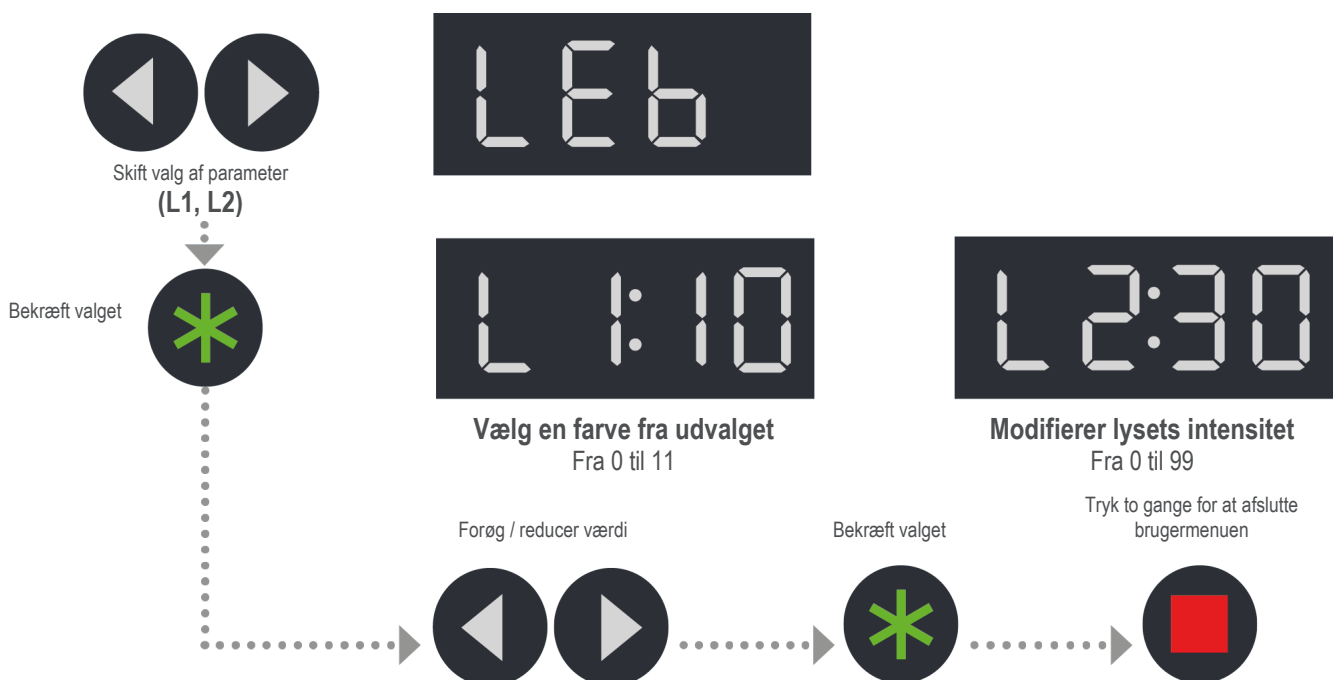 LEb
Skift valg af parameter
(L1, L2)
Bekræft valget
L 1:10
L2:30
Vælg en farve fra udvalget
Fra 0 til 11
Modifierer lysets intensitet
Fra 0 til 99
Forøg / reducer værdi
Bekræft valget
Tryk to gange for at afslutte
brugermenuen